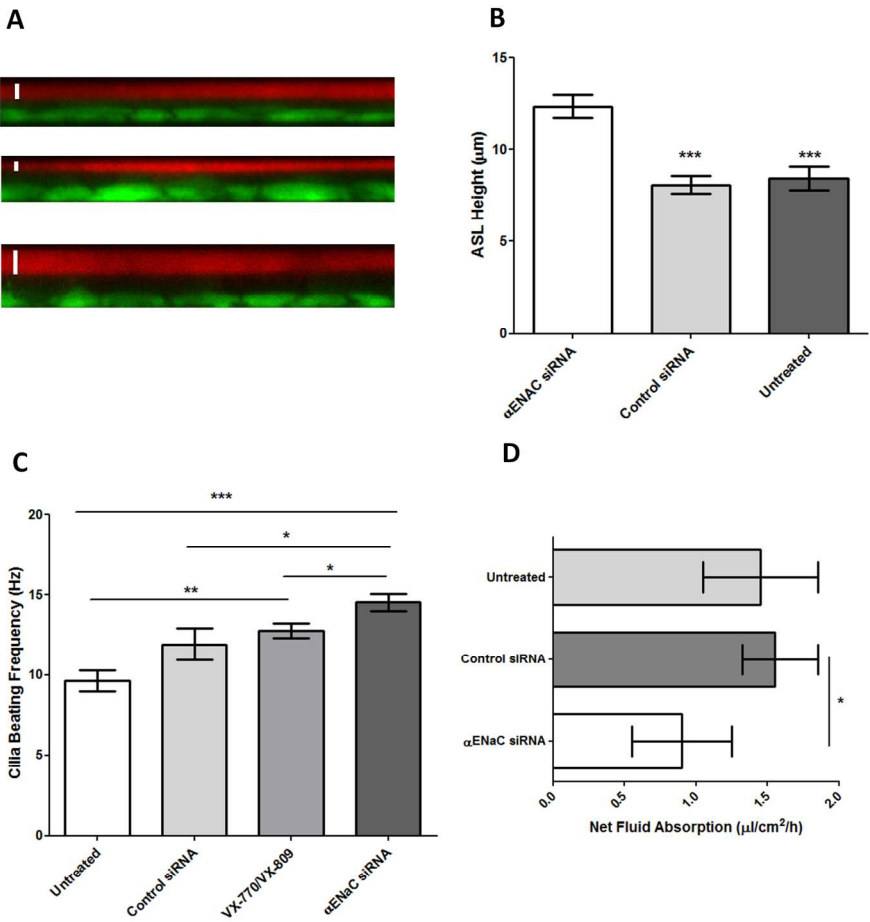 A
B
15
10
5
0
ASL Height (μm)
***
***
αENAC siRNA
Control siRNA
Untreated
C
20
15
10
5
0
Cilia Beating Frequency (Hz)
***
*
*
**
Untreated
Control siRNA
VX-770/VX-809
αENaC siRNA
D
Untreated
Control siRNA
αENaC siRNA
*
0.0
0.5
1.0
1.5
2.0
Net Fluid Absorption (μl/cm²/h)